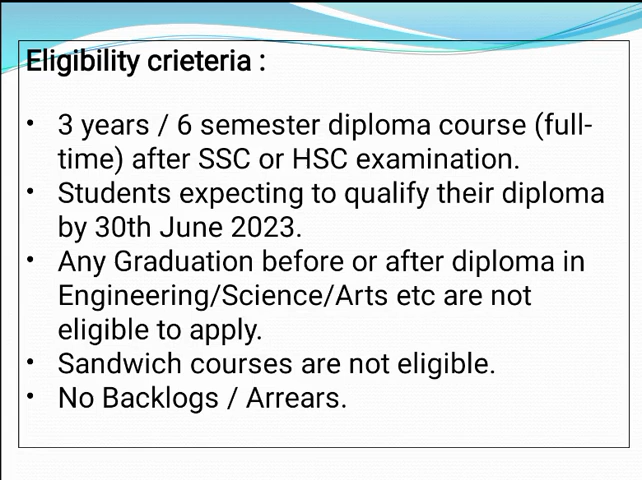 Eligibility crieteria :
• 3 years / 6 semester diploma course (full-
time) after SSC or HSC examination.
• Students expecting to qualify their diploma
by 30th June 2023.
• Any Graduation before or after diploma in
Engineering/Science/Arts etc are not
eligible to apply.
• Sandwich courses are not eligible.
• No Backlogs / Arrears.